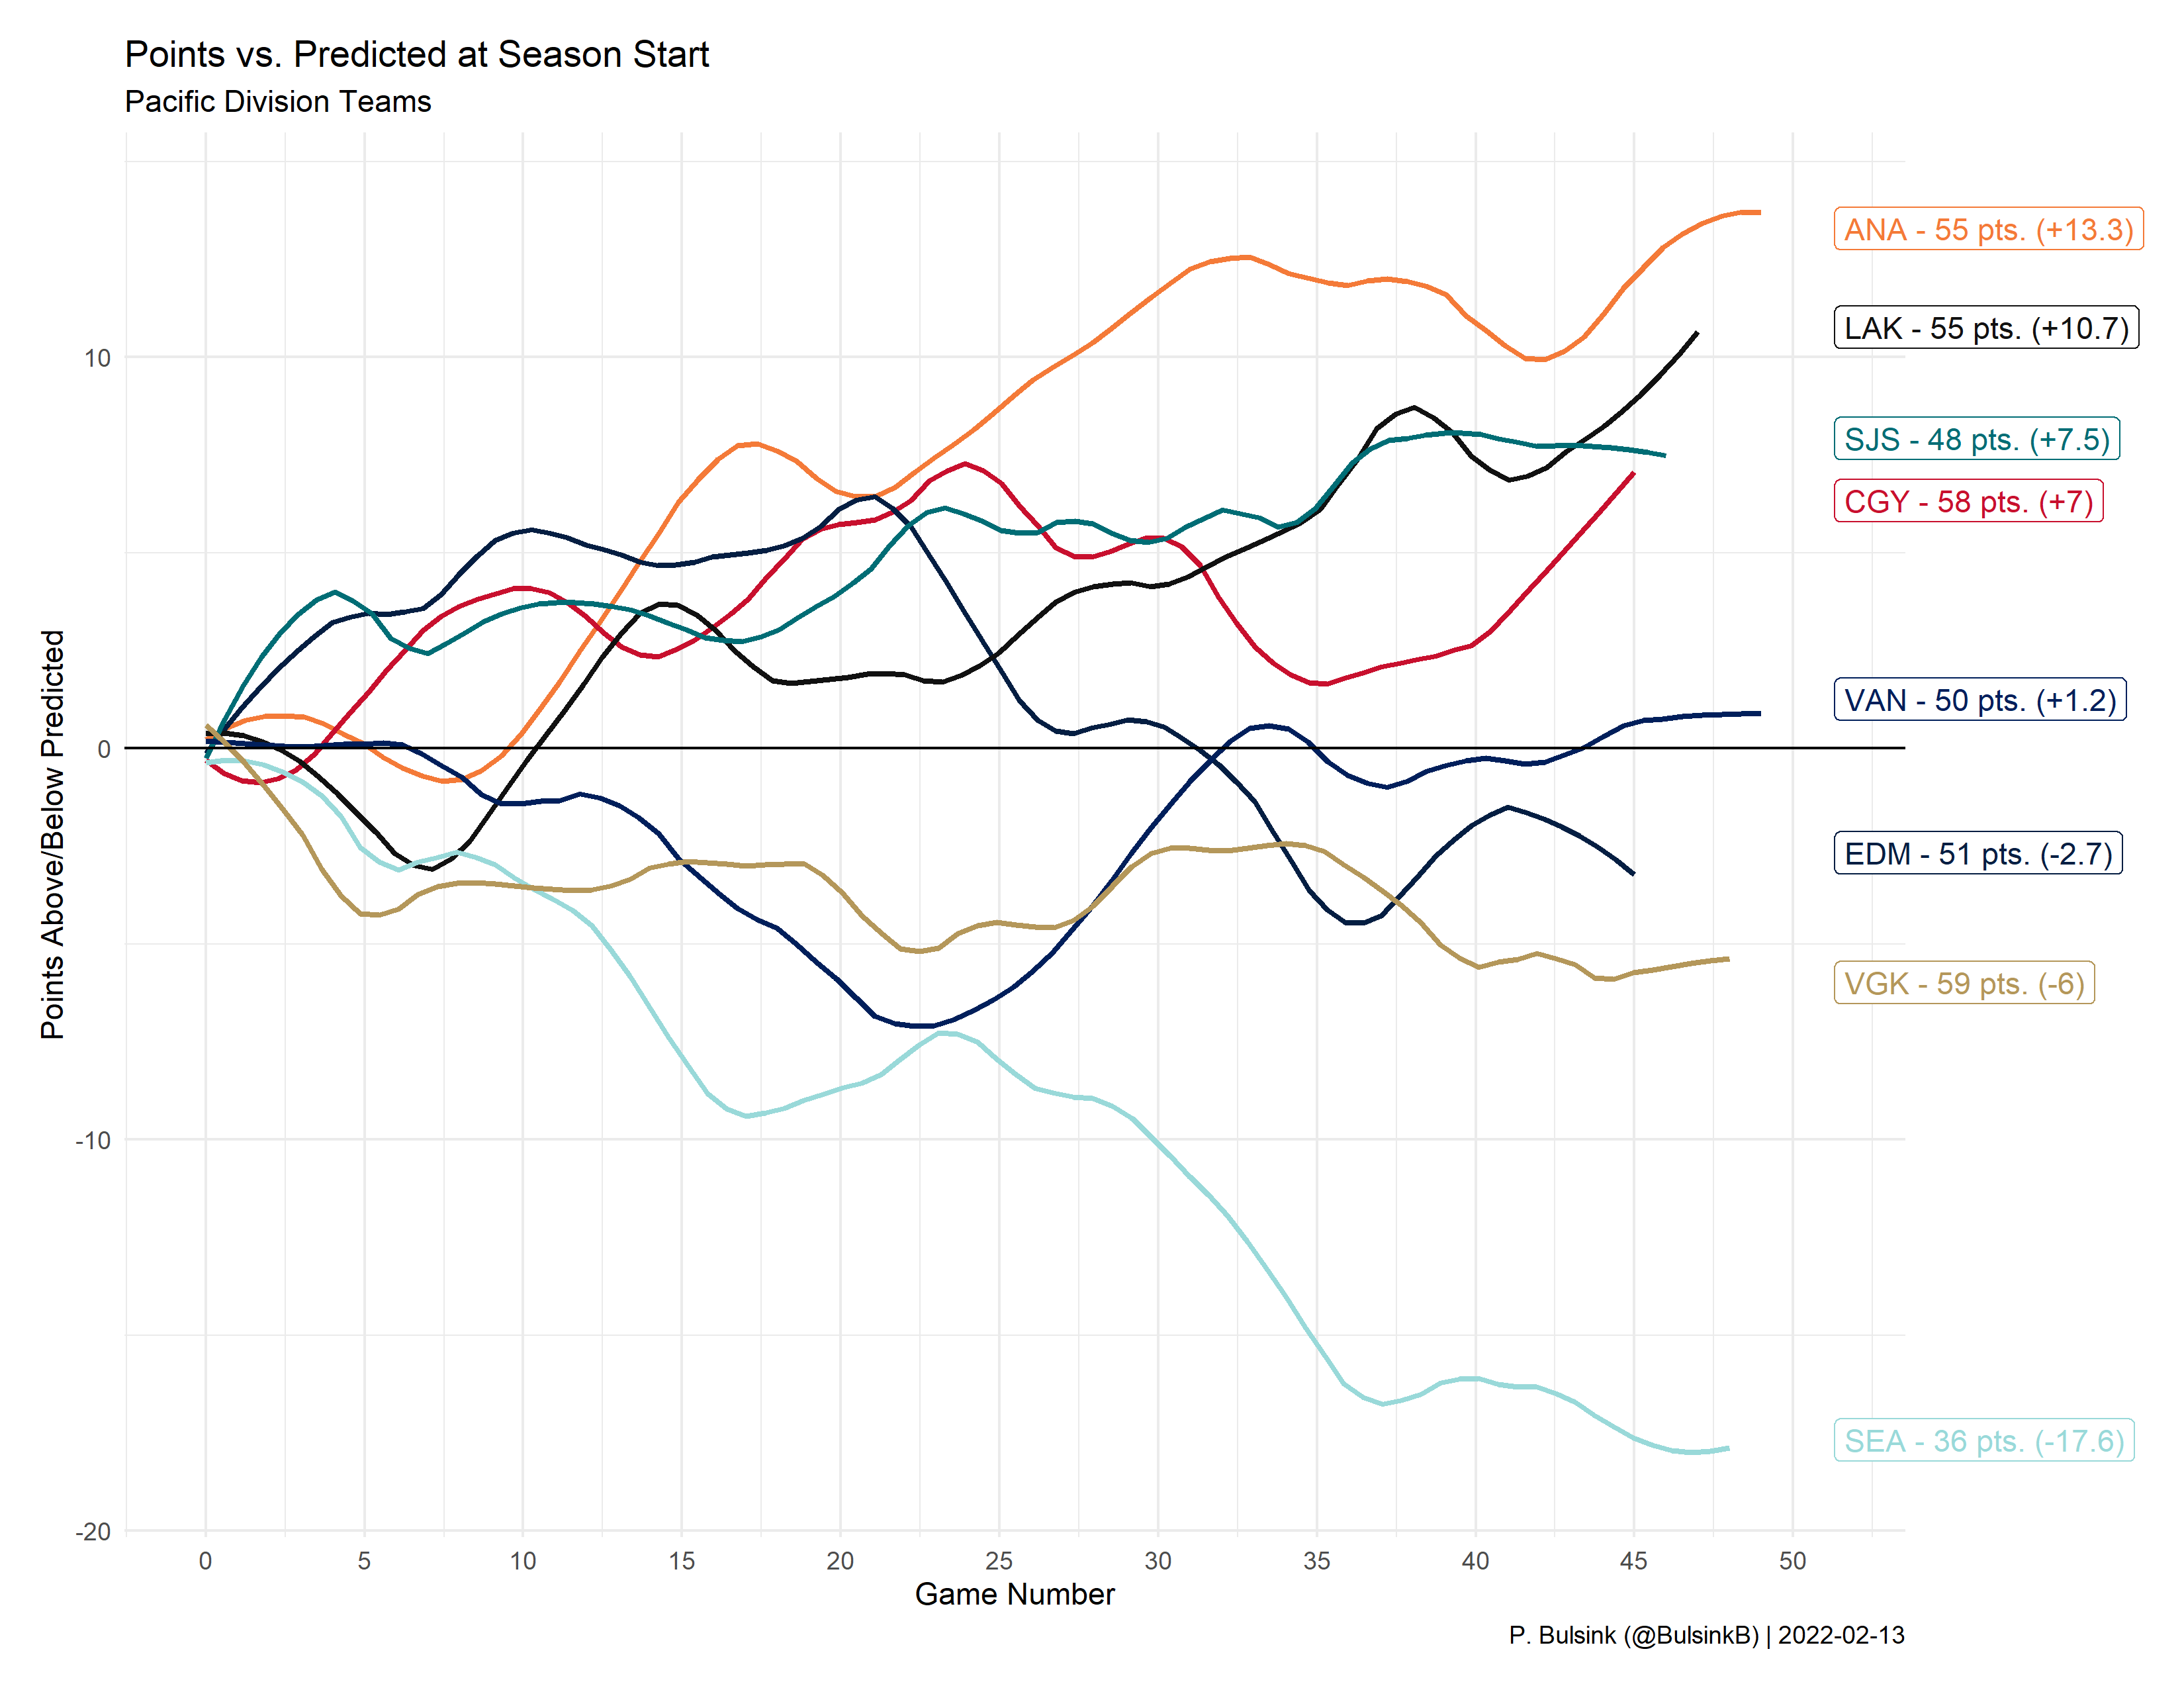 Points vs. Predicted at Season Start
Pacific Division Teams
Points Above/Below Predicted
10
0
-10
-20
ANA - 55 pts. (+13.3)
LAK - 55 pts. (+10.7)
SJS - 48 pts. (+7.5)
CGY - 58 pts. (+7)
VAN - 50 pts. (+1.2)
EDM - 51 pts. (-2.7)
VGK - 59 pts. (-6)
SEA - 36 pts. (-17.6)
0 5 10 15 20 25 30 35 40 45 50
Game Number
P. Bulsink (@BulsinkB) | 2022-02-13